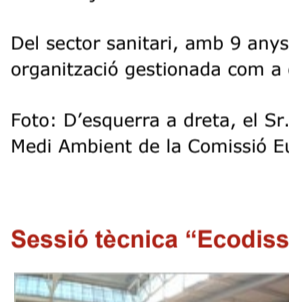 Del sector sanitari, amb 9 anys
organització gestionada com a
Foto: D’esquerra a dreta, el Sr.
Medi Ambient de la Comissió
Sessió tècnica “Ecodiss